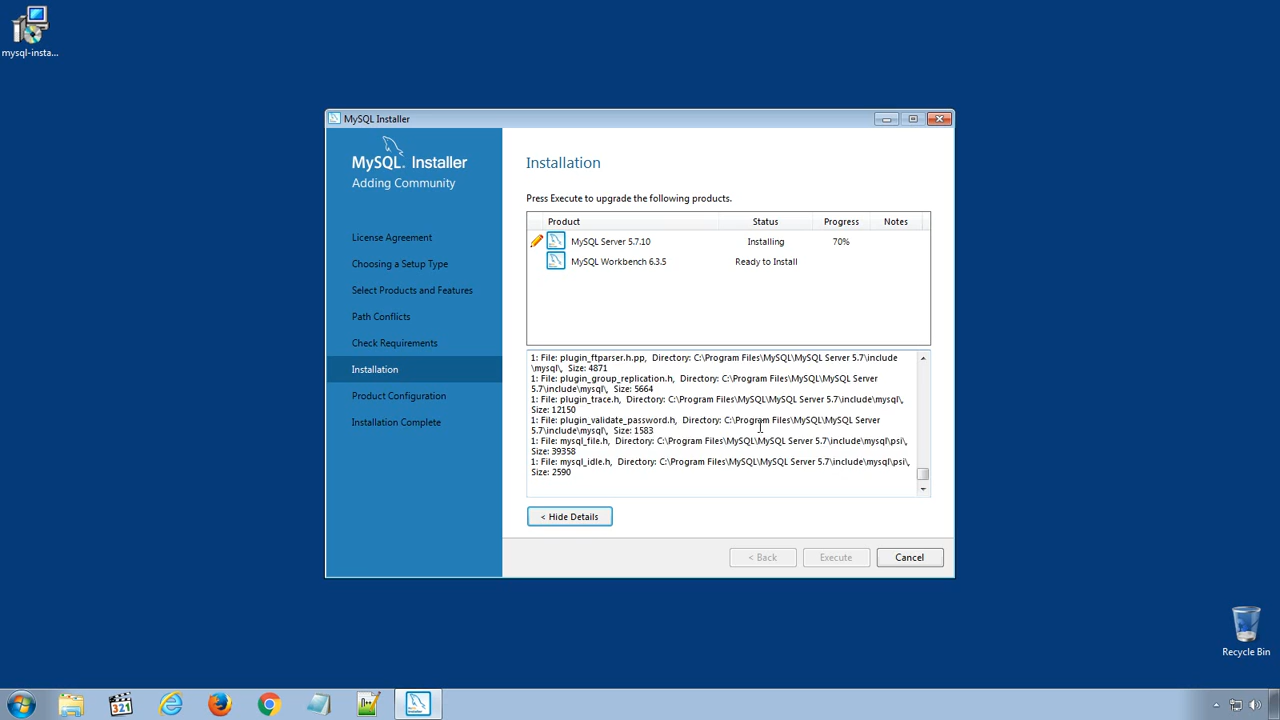 mysql-insta...
MySQL Installer
MySQL. Installer
Adding Community
License Agreement
Choosing a Setup Type
Select Products and Features
Path Conflicts
Check Requirements
Installation
Product Configuration
Installation Complete
Installation
Press Execute to upgrade the following products.
Product Status Progress Notes
MySQL Server 5.7.10 Installing 70%
MySQL Workbench 6.3.5 Ready to Install
1: File: plugin_ftparser.h.pp, Directory: C:\Program Files\MySQL\MySQL Server 5.7\include
\mysql\, Size: 4871
1: File: plugin_group_replication.h, Directory: C:\Program Files\MySQL\MySQL Server
5.7\include\mysql\, Size: 5664
1: File: plugin_trace.h, Directory: C:\Program Files\MySQL\MySQL Server 5.7\include\mysql\,
Size: 12150
1: File: plugin_validate_password.h, Directory: C:\Program Files\MySQL\MySQL Server
5.7\include\mysql\, Size: 1583
1: File: mysql_file.h, Directory: C:\Program Files\MySQL\MySQL Server 5.7\include\mysql\psi\,
Size: 39358
1: File: mysql_idle.h, Directory: C:\Program Files\MySQL\MySQL Server 5.7\include\mysql\psi\,
Size: 2590
< Hide Details
< Back Execute Cancel
Recycle Bin
321